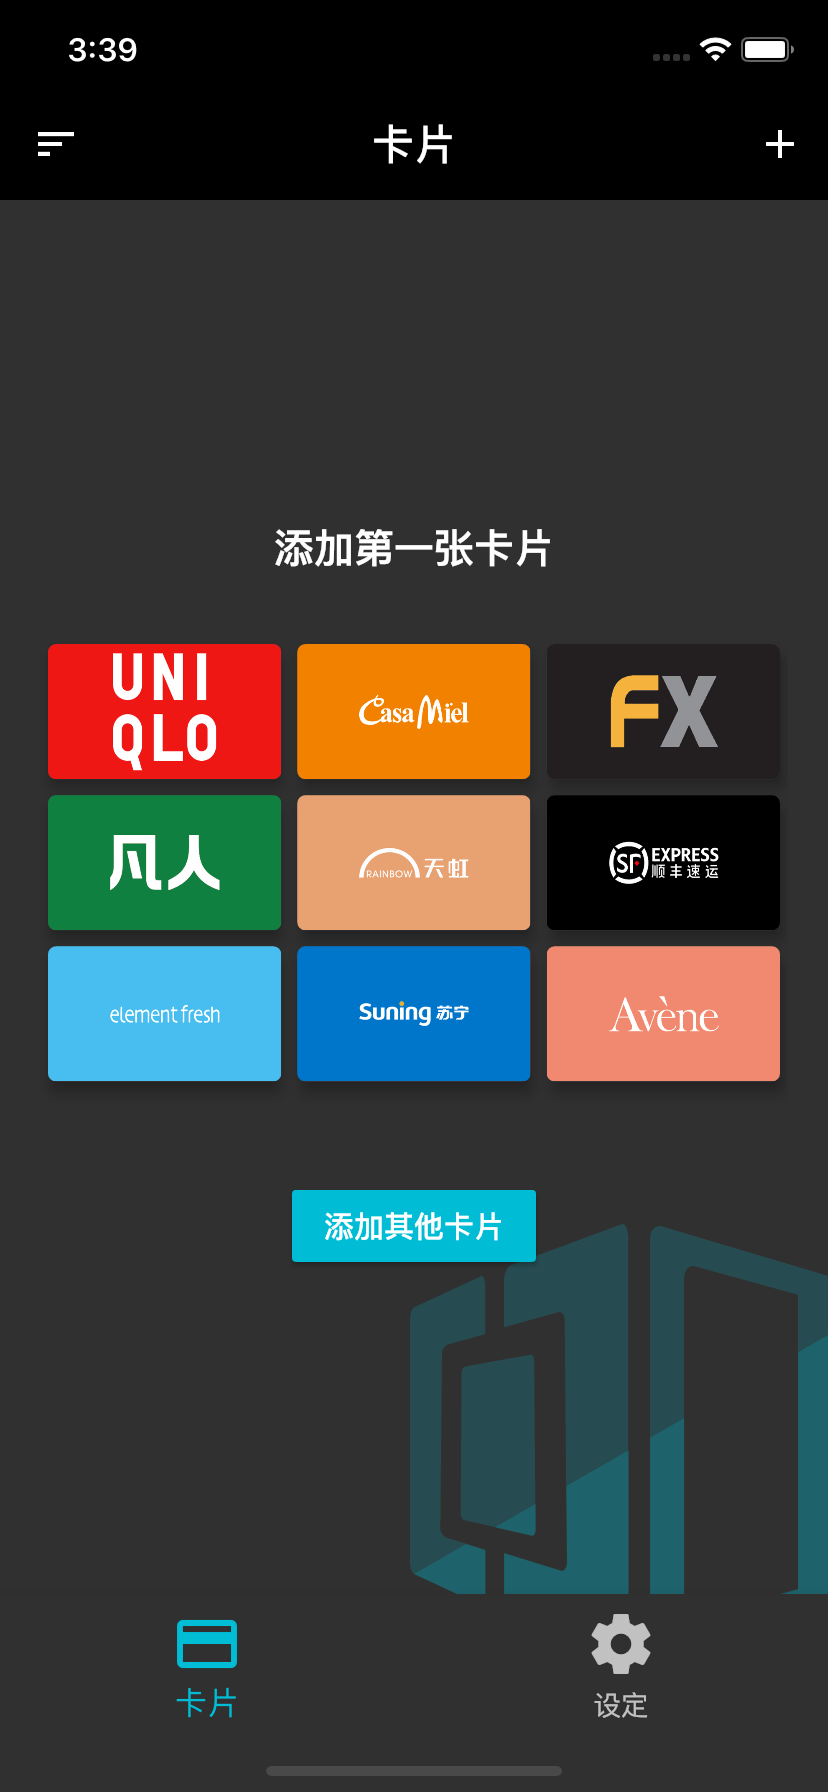 3:39
卡片
添加第一张卡片
UNI
QLO
Casa Mïel
FX
凡人
RAINBOW 天虹
SF EXPRESS
顺丰速运
element fresh
Suning 苏宁
Avène
添加其他卡片
卡片
设定